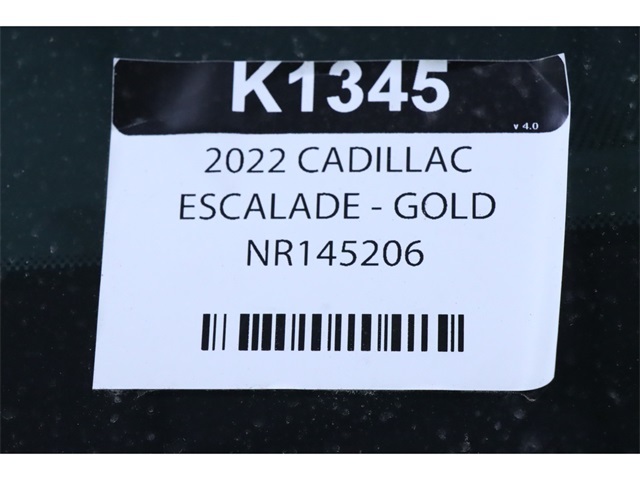 K1345
v 4.0
2022 CADILLAC
ESCALADE - GOLD
NR145206